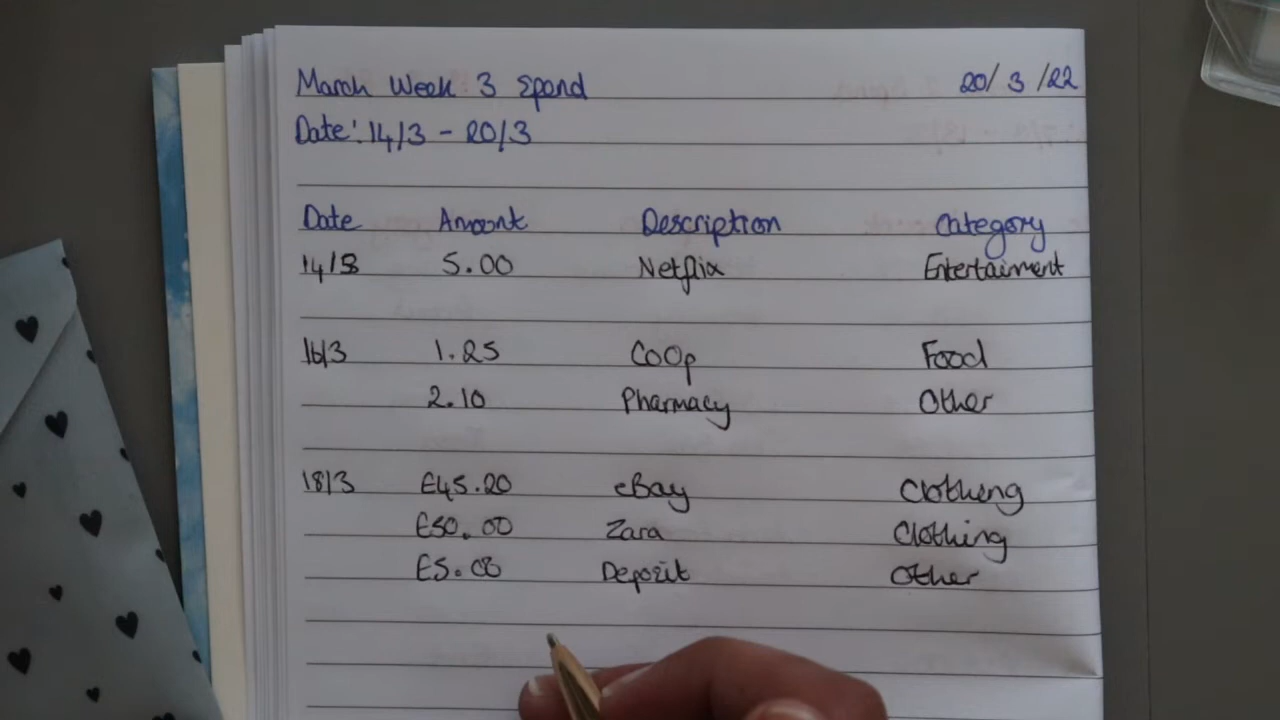 March Week 3 Spend 20/3/22
Date: 14/3 - 20/3
Date Amount Description Category
14/3 5.00 Netflix Entertaiment
16/3 1.25 CoOp Food
2.10 Pharmacy Other
18/3 £45.20 eBay Clothing
£50.00 Zara Clothing
£5.00 Deposit Other